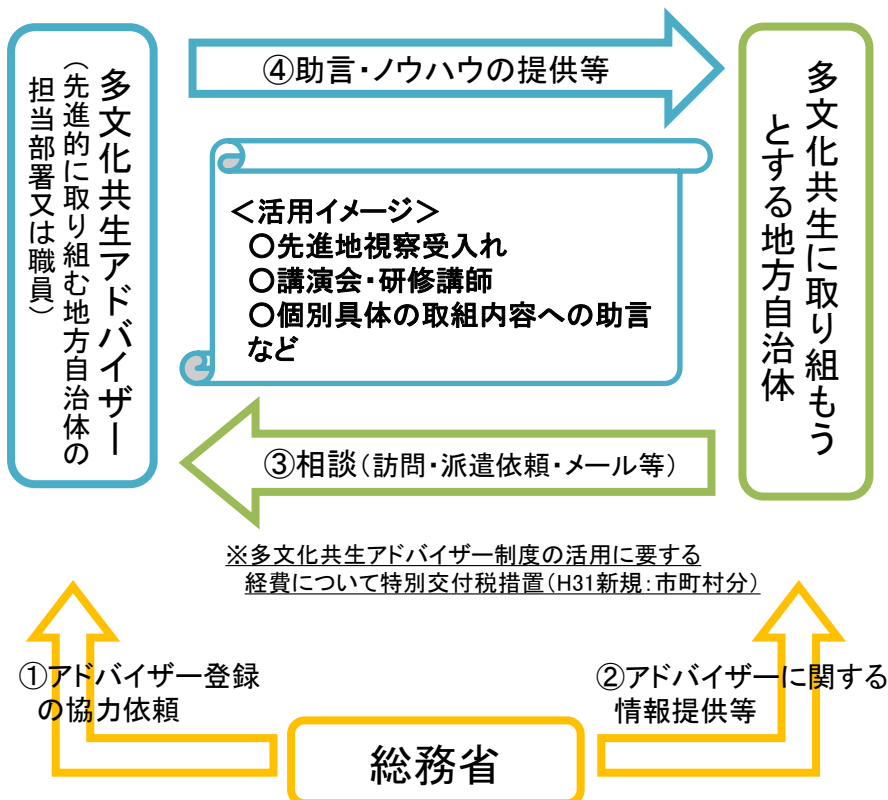 多文化共生アドバイザー
（先進的に取り組む地方自治体の
担当部署又は職員）
④助言・ノウハウの提供等
多文化共生に取り組もう
とする地方自治体
＜活用イメージ＞
○先進地視察受入れ
○講演会・研修講師
○個別具体の取組内容への助言
など
③相談（訪問・派遣依頼・メール等）
※多文化共生アドバイザー制度の活用に要する
経費について特別交付税措置（H31新規：市町村分）
①アドバイザー登録
の協力依頼
②アドバイザーに関する
情報提供等
総務省